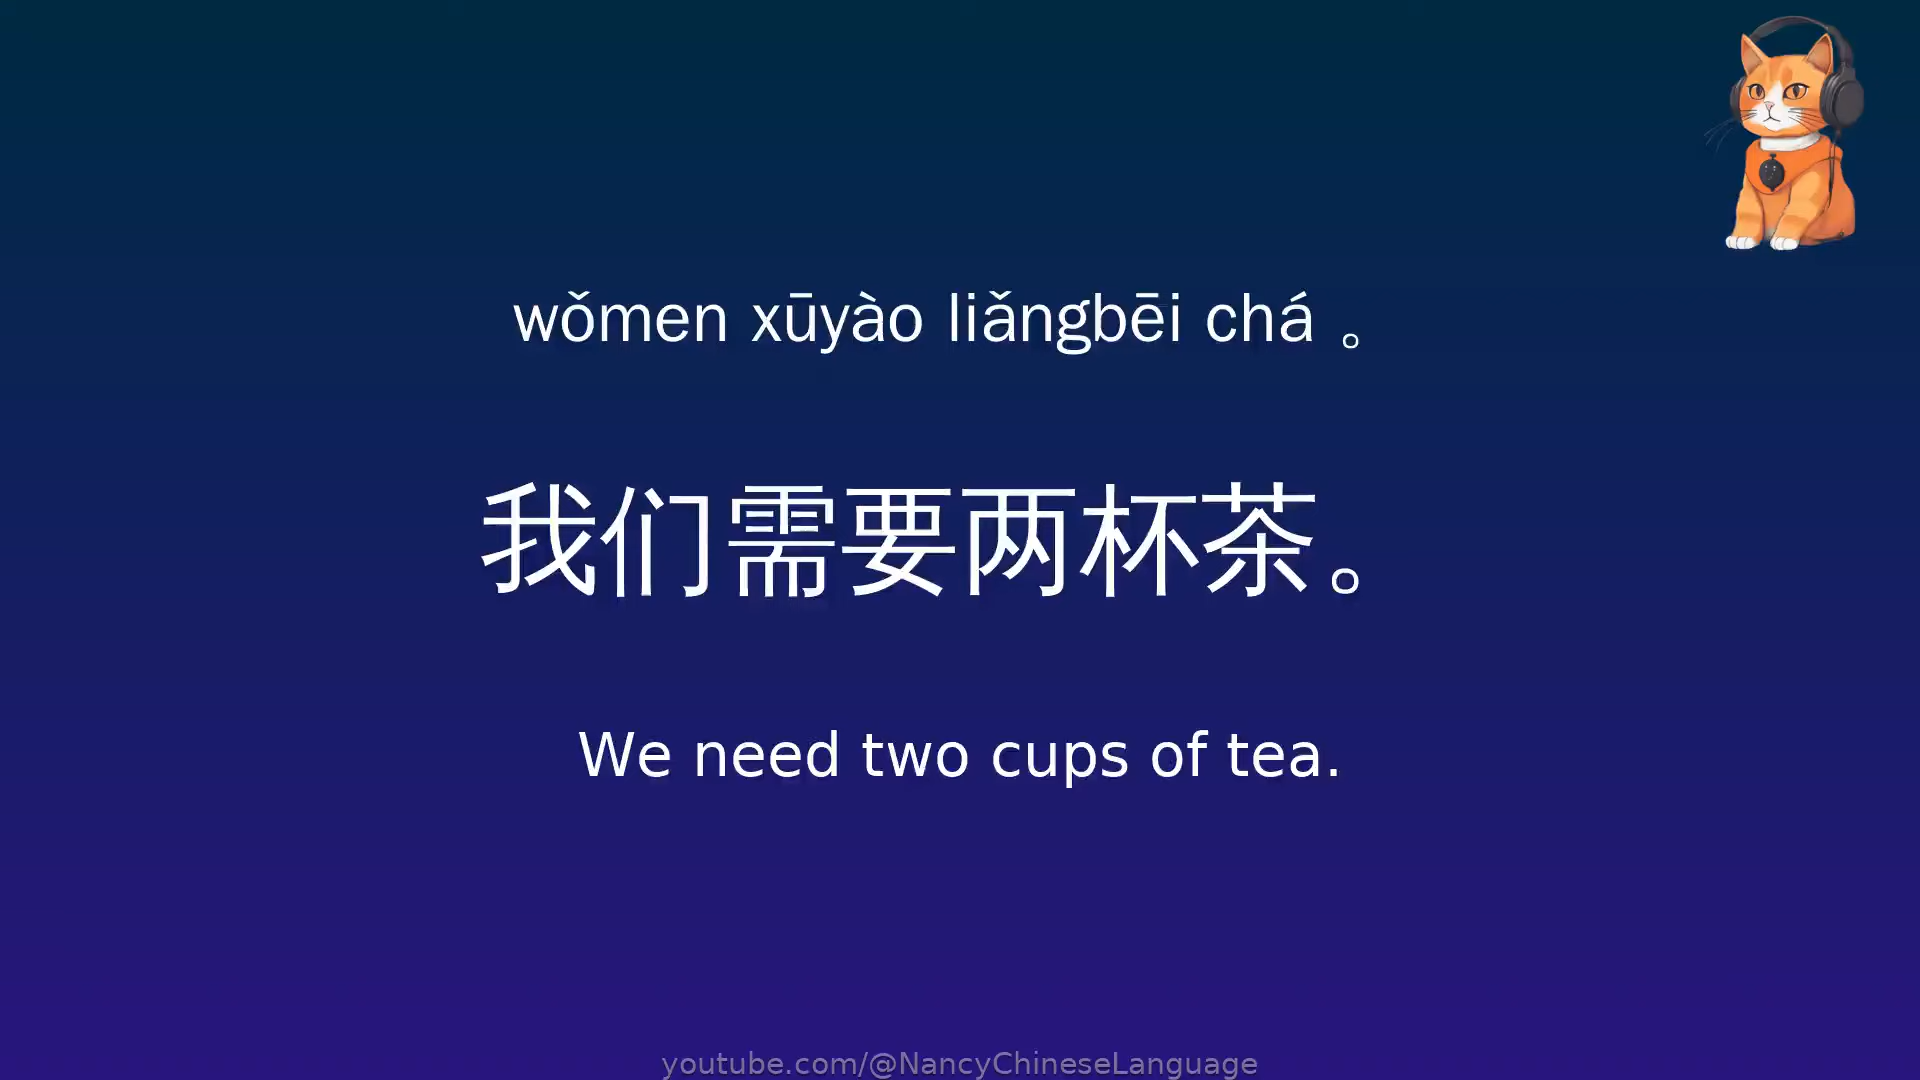 wǒmen xūyào liǎngbēi chá 。
我们需要两杯茶。
We need two cups of tea.
youtube.com/@NancyChineseLanguage